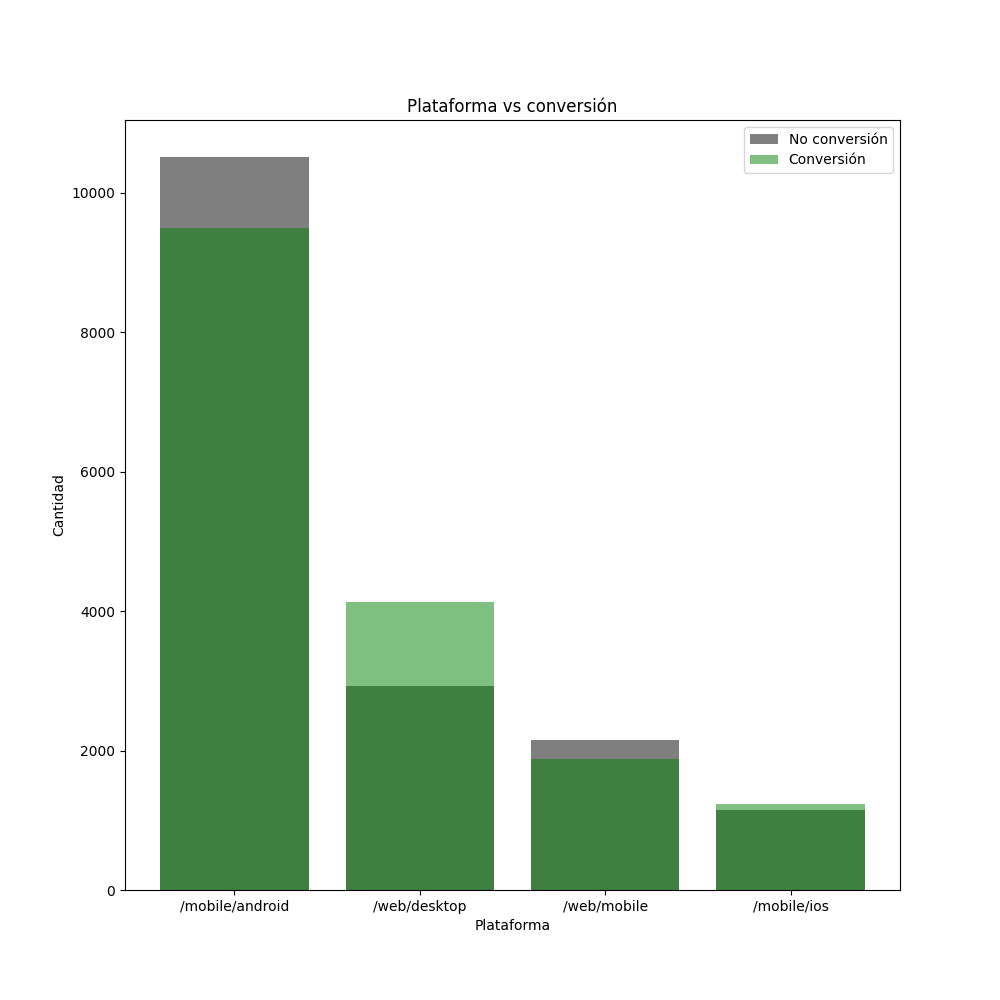 Plataforma vs conversión
No conversión
Conversión
10000
8000
6000
4000
2000
0
Cantidad
/mobile/android
/web/desktop
/web/mobile
/mobile/ios
Plataforma